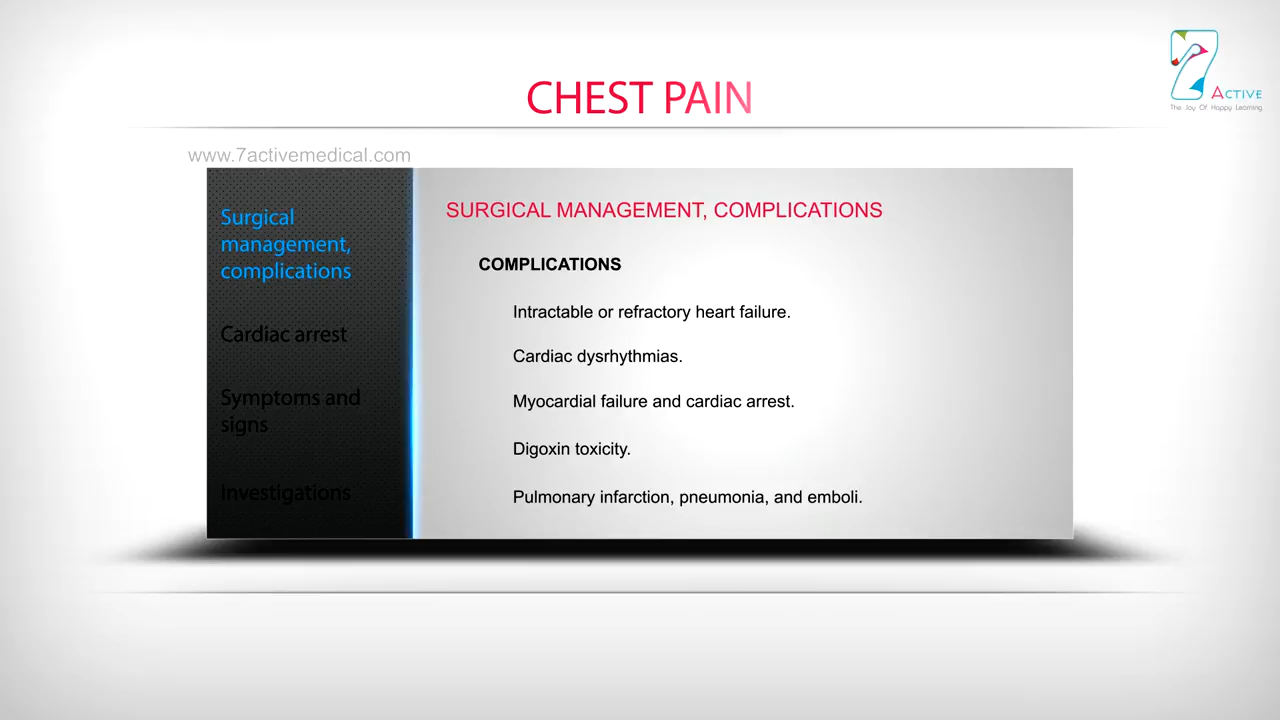 CHEST PAIN
7
ACTIVE
The Joy Of Happy Learning
www.7activemedical.com
Surgical
management,
complications
Cardiac arrest
Symptoms and
signs
Investigations
SURGICAL MANAGEMENT, COMPLICATIONS
COMPLICATIONS
Intractable or refractory heart failure.
Cardiac dysrhythmias.
Myocardial failure and cardiac arrest.
Digoxin toxicity.
Pulmonary infarction, pneumonia, and emboli.